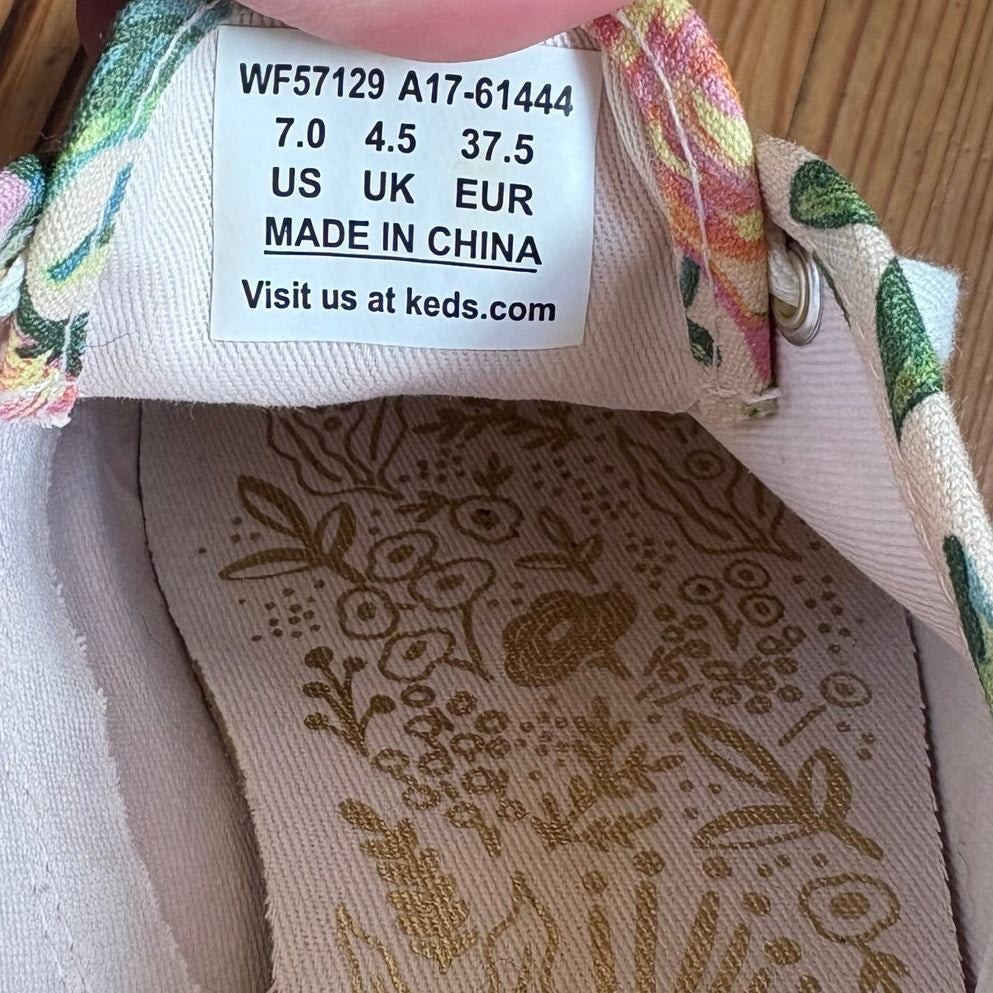 WF57129 A17-61444
7.0 4.5 37.5
US UK EUR
MADE IN CHINA
Visit us at keds.com